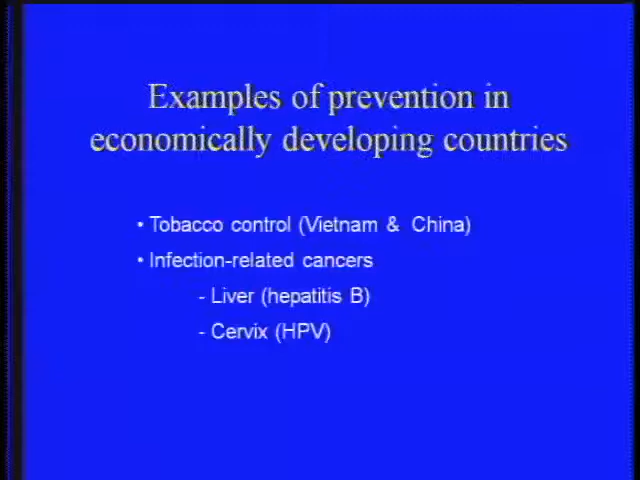 Examples of prevention in
economically developing countries
• Tobacco control (Vietnam & China)
• Infection-related cancers
- Liver (hepatitis B)
- Cervix (HPV)